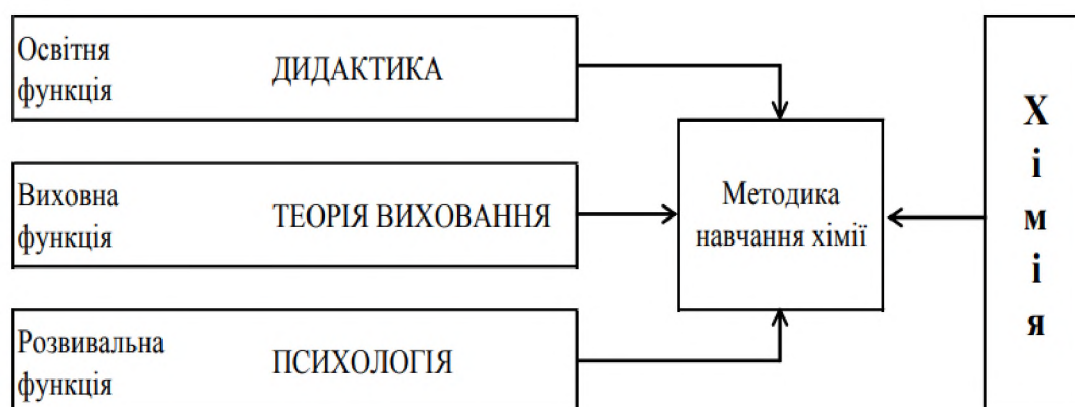 Освітня
функція
ДИДАКТИКА
Виховна
функція
ТЕОРІЯ ВИХОВАННЯ
Розвивальна
функція
ПСИХОЛОГІЯ
Методика
навчання хімії
Х
і
м
і
я